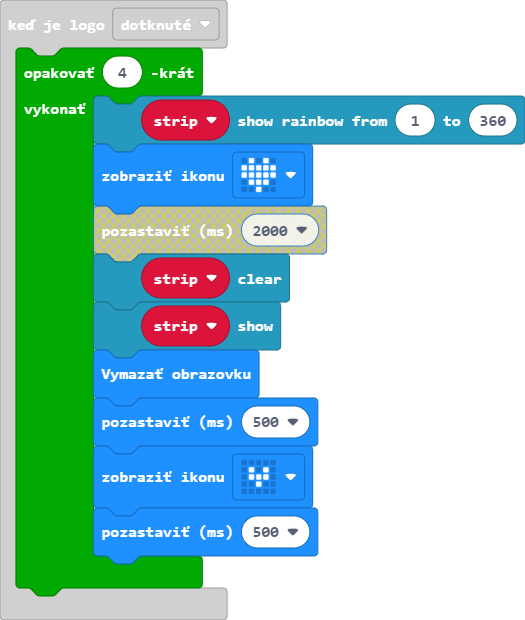 keď je logo dotknuté
opakovať 4 -krát
vykonať
strip show rainbow from 1 to 360
zobraziť ikonu
pozastaviť (ms) 2000
strip clear
strip show
Vymazať obrazovku
pozastaviť (ms) 500
zobraziť ikonu
pozastaviť (ms) 500